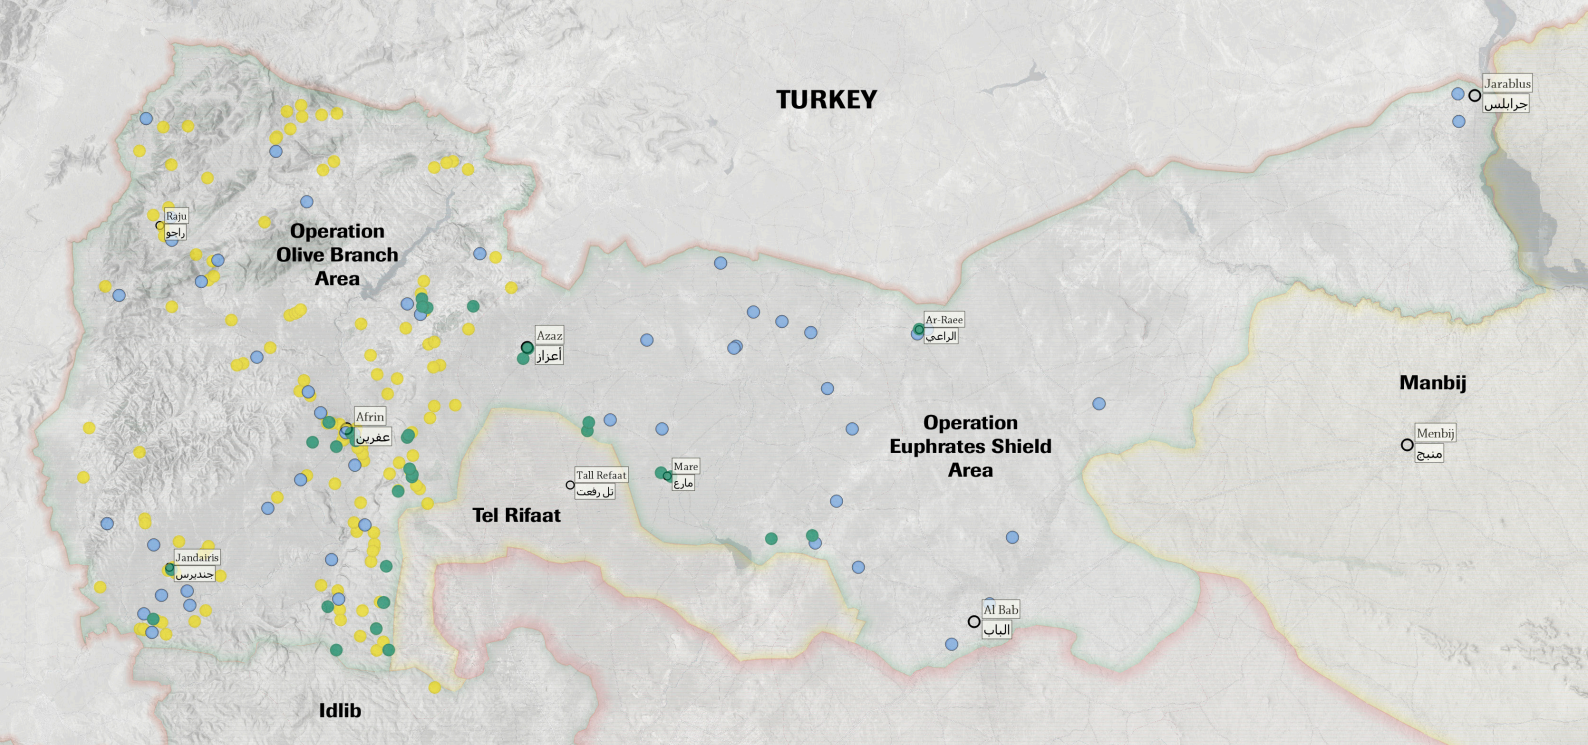 TURKEY
Jarablus
جرابلس
Raju
راجو
Operation
Olive Branch
Area
Azaz
أعزاز
Ar-Raee
الراعي
Manbij
Afrin
عفرين
Operation
Euphrates Shield
Area
Menbij
منبج
Tall Refaat
تل رفعت
Mare
مارع
Tel Rifaat
Jandairis
جنديرس
Al Bab
الباب
Idlib